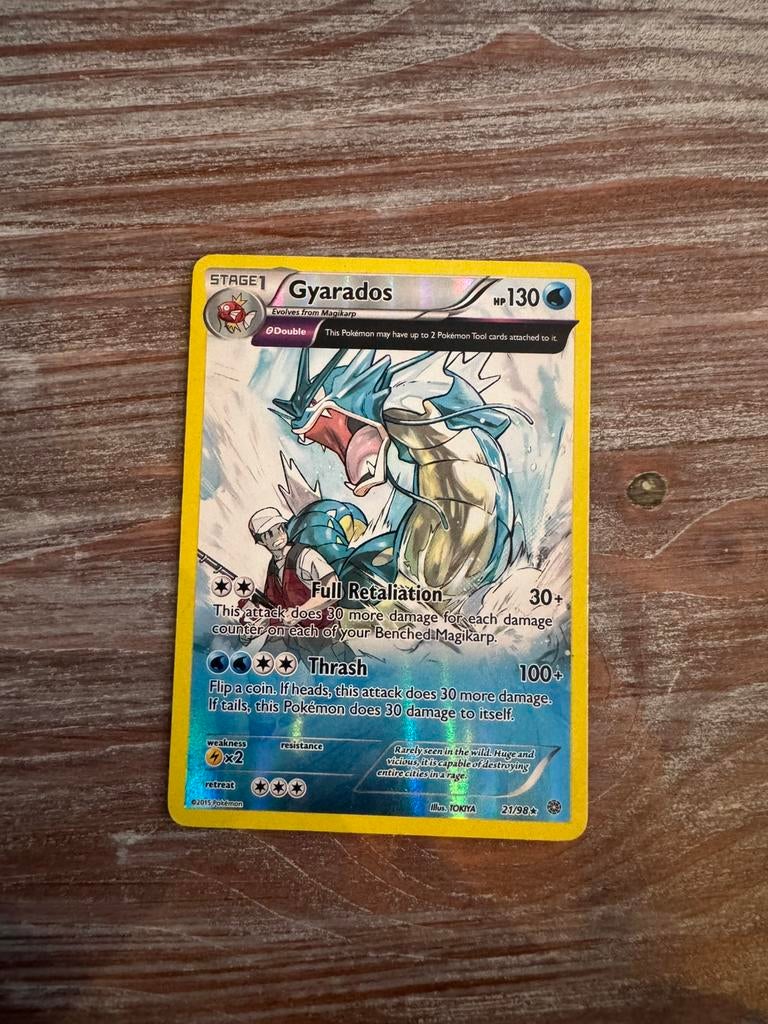 STAGE1
Gyarados
HP130
Evolves from Magikarp
θDouble
This Pokémon may have up to 2 Pokémon Tool cards attached to it.
Full Retaliation 30+
This attack does 30 more damage for each damage
counter on each of your Benched Magikarp.
Thrash 100+
Flip a coin. If heads, this attack does 30 more damage.
If tails, this Pokémon does 30 damage to itself.
weakness resistance
×2
Rarely seen in the wild. Huge and
vicious, it is capable of destroying
entire cities in a rage.
retreat
©2015 Pokémon
Illus. TOKIYA
21/98★